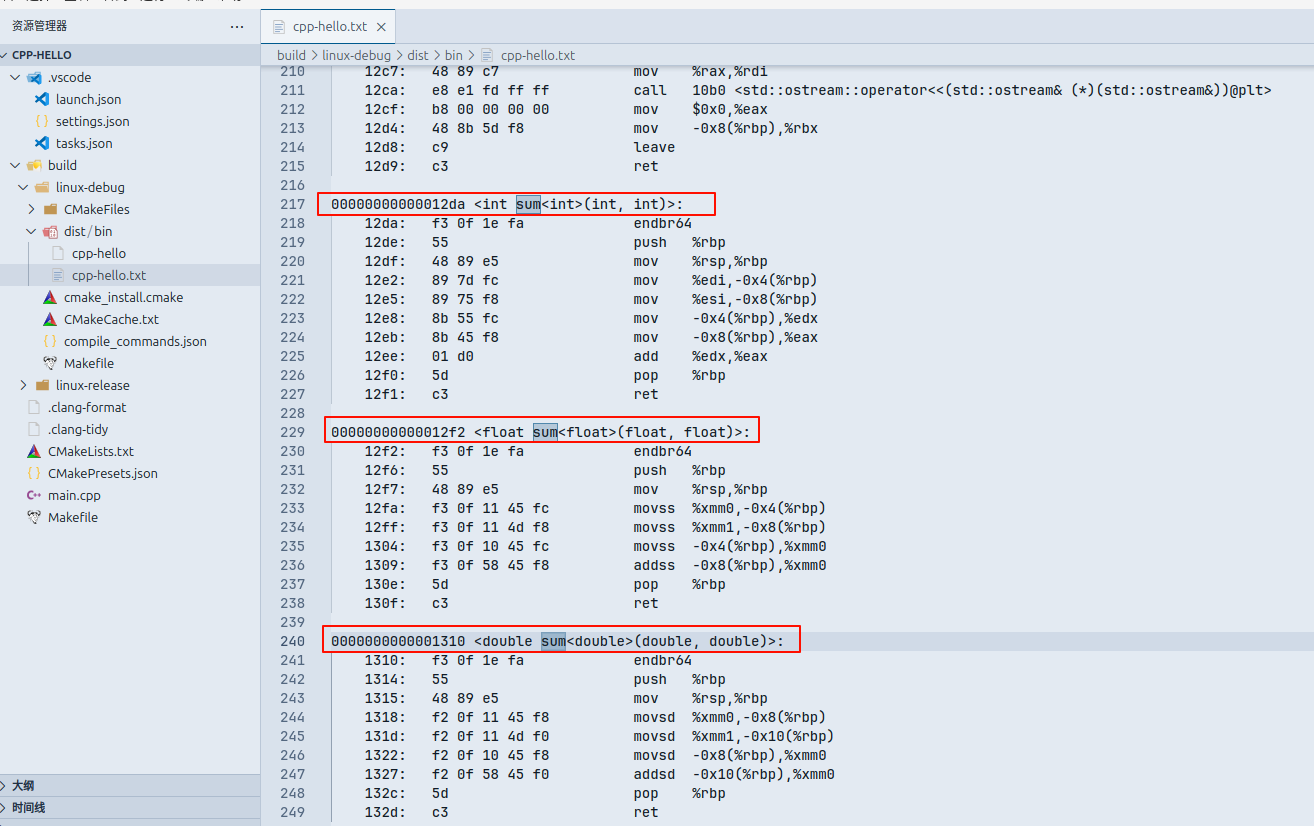 资源管理器
···
CPP-HELLO
.vscode
launch.json
settings.json
tasks.json
build
linux-debug
CMakeFiles
dist / bin
cpp-hello
cpp-hello.txt
cmake_install.cmake
CMakeCache.txt
compile_commands.json
Makefile
linux-release
.clang-format
.clang-tidy
CMakeLists.txt
CMakePresets.json
main.cpp
Makefile
大纲
时间线
cpp-hello.txt
build > linux-debug > dist > bin > cpp-hello.txt
210 12c7: 48 89 c7 mov %rax,%rdi
211 12ca: e8 e1 fd ff ff call 10b0 <std::ostream::operator<<(std::ostream& (*)(std::ostream&))@plt>
212 12cf: b8 00 00 00 00 mov $0x0,%eax
213 12d4: 48 8b 5d f8 mov -0x8(%rbp),%rbx
214 12d8: c9 leave
215 12d9: c3 ret
216
217 00000000000012da <int sum<int>(int, int)>:
218 12da: f3 0f 1e fa endbr64
219 12de: 55 push %rbp
220 12df: 48 89 e5 mov %rsp,%rbp
221 12e2: 89 7d fc mov %edi,-0x4(%rbp)
222 12e5: 89 75 f8 mov %esi,-0x8(%rbp)
223 12e8: 8b 55 fc mov -0x4(%rbp),%edx
224 12eb: 8b 45 f8 mov -0x8(%rbp),%eax
225 12ee: 01 d0 add %edx,%eax
226 12f0: 5d pop %rbp
227 12f1: c3 ret
228
229 00000000000012f2 <float sum<float>(float, float)>:
230 12f2: f3 0f 1e fa endbr64
231 12f6: 55 push %rbp
232 12f7: 48 89 e5 mov %rsp,%rbp
233 12fa: f3 0f 11 45 fc movss %xmm0,-0x4(%rbp)
234 12ff: f3 0f 11 4d f8 movss %xmm1,-0x8(%rbp)
235 1304: f3 0f 10 45 fc movss -0x4(%rbp),%xmm0
236 1309: f3 0f 58 45 f8 addss -0x8(%rbp),%xmm0
237 130e: 5d pop %rbp
238 130f: c3 ret
239
240 0000000000001310 <double sum<double>(double, double)>:
241 1310: f3 0f 1e fa endbr64
242 1314: 55 push %rbp
243 1315: 48 89 e5 mov %rsp,%rbp
244 1318: f2 0f 11 45 f8 movsd %xmm0,-0x8(%rbp)
245 131d: f2 0f 11 4d f0 movsd %xmm1,-0x10(%rbp)
246 1322: f2 0f 10 45 f8 movsd -0x8(%rbp),%xmm0
247 1327: f2 0f 58 45 f0 addsd -0x10(%rbp),%xmm0
248 132c: 5d pop %rbp
249 132d: c3 ret